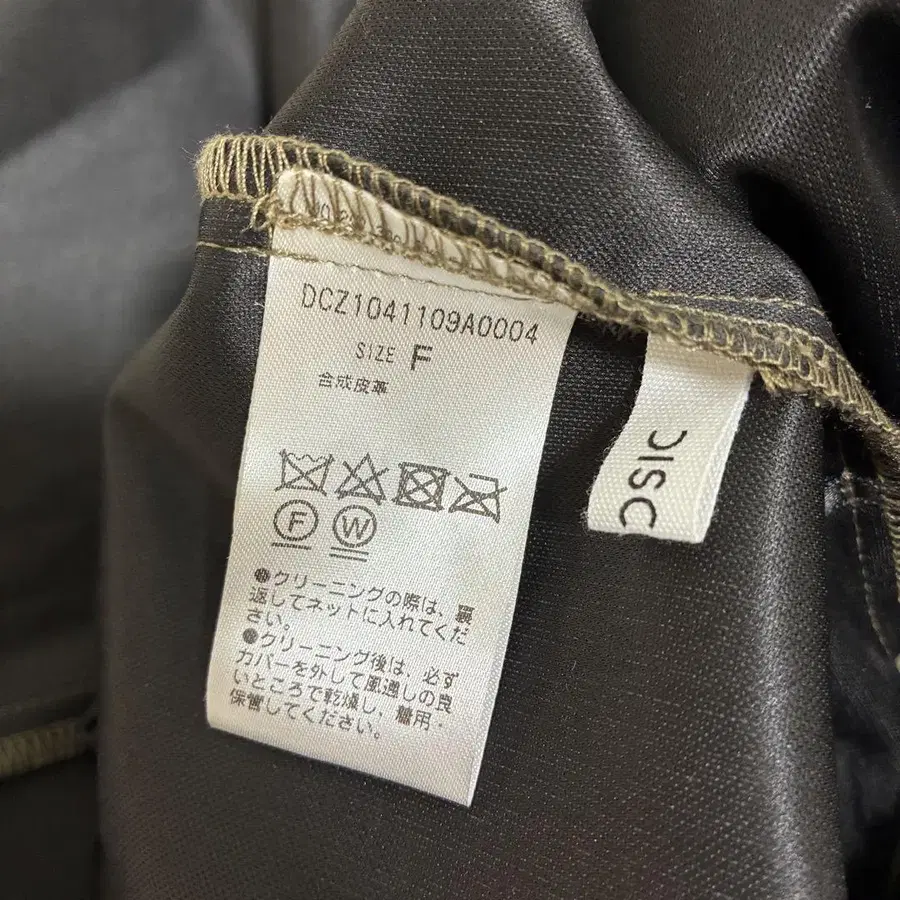 DCZ1041109A0004
SIZE F
合成皮革
F W
●クリーニングの際は、裏
返してネットに入れてくだ
さい。
●クリーニング後は、必ず
カバーを外して風通しの良
いところで乾燥し、着用・
保管してください。
DISC